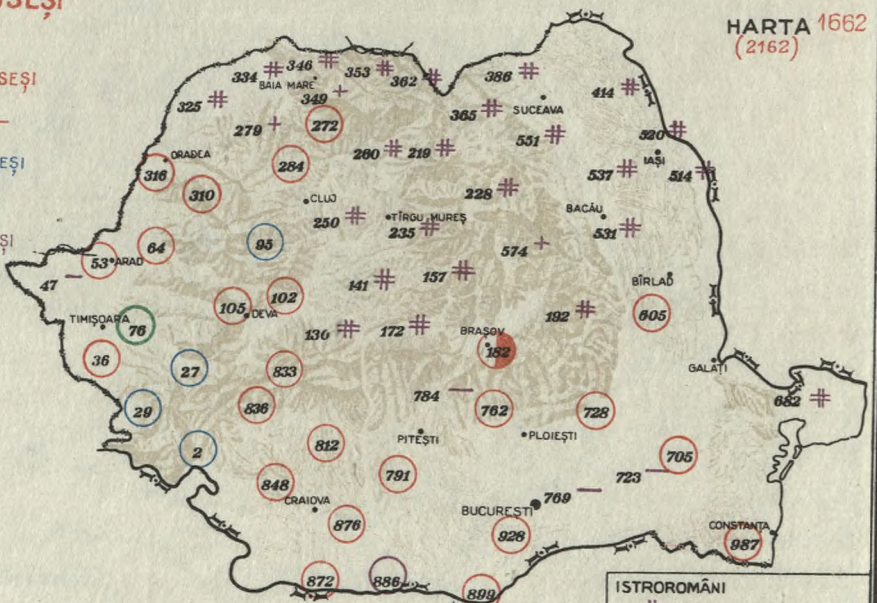 SEȘI
HARTA 1662
(2162)
SEȘI
EȘI
ȘI
334 346 353 362 386
BAIA MARE 349
325 365 SUCEAVA 414
279 272 551 520
ORADEA 284 260 219 IAȘI
316 310 228 537 514
CLUJ
250 TÎRGU MUREȘ BACĂU
235 531
64 95 574
53 ARAD
47 141 157 BÎRLAD
105 102
DEVA 192 605
TIMIȘOARA 76 130 172 BRAȘOV
182
36 27 833 GALAȚI
29 836 784 762 728 682
2 812 PITEȘTI PLOIEȘTI
848 791 723 705
CRAIOVA 769
876 BUCUREȘTI
928 CONSTANȚA
987
872 886 899
ISTROROMÂNI